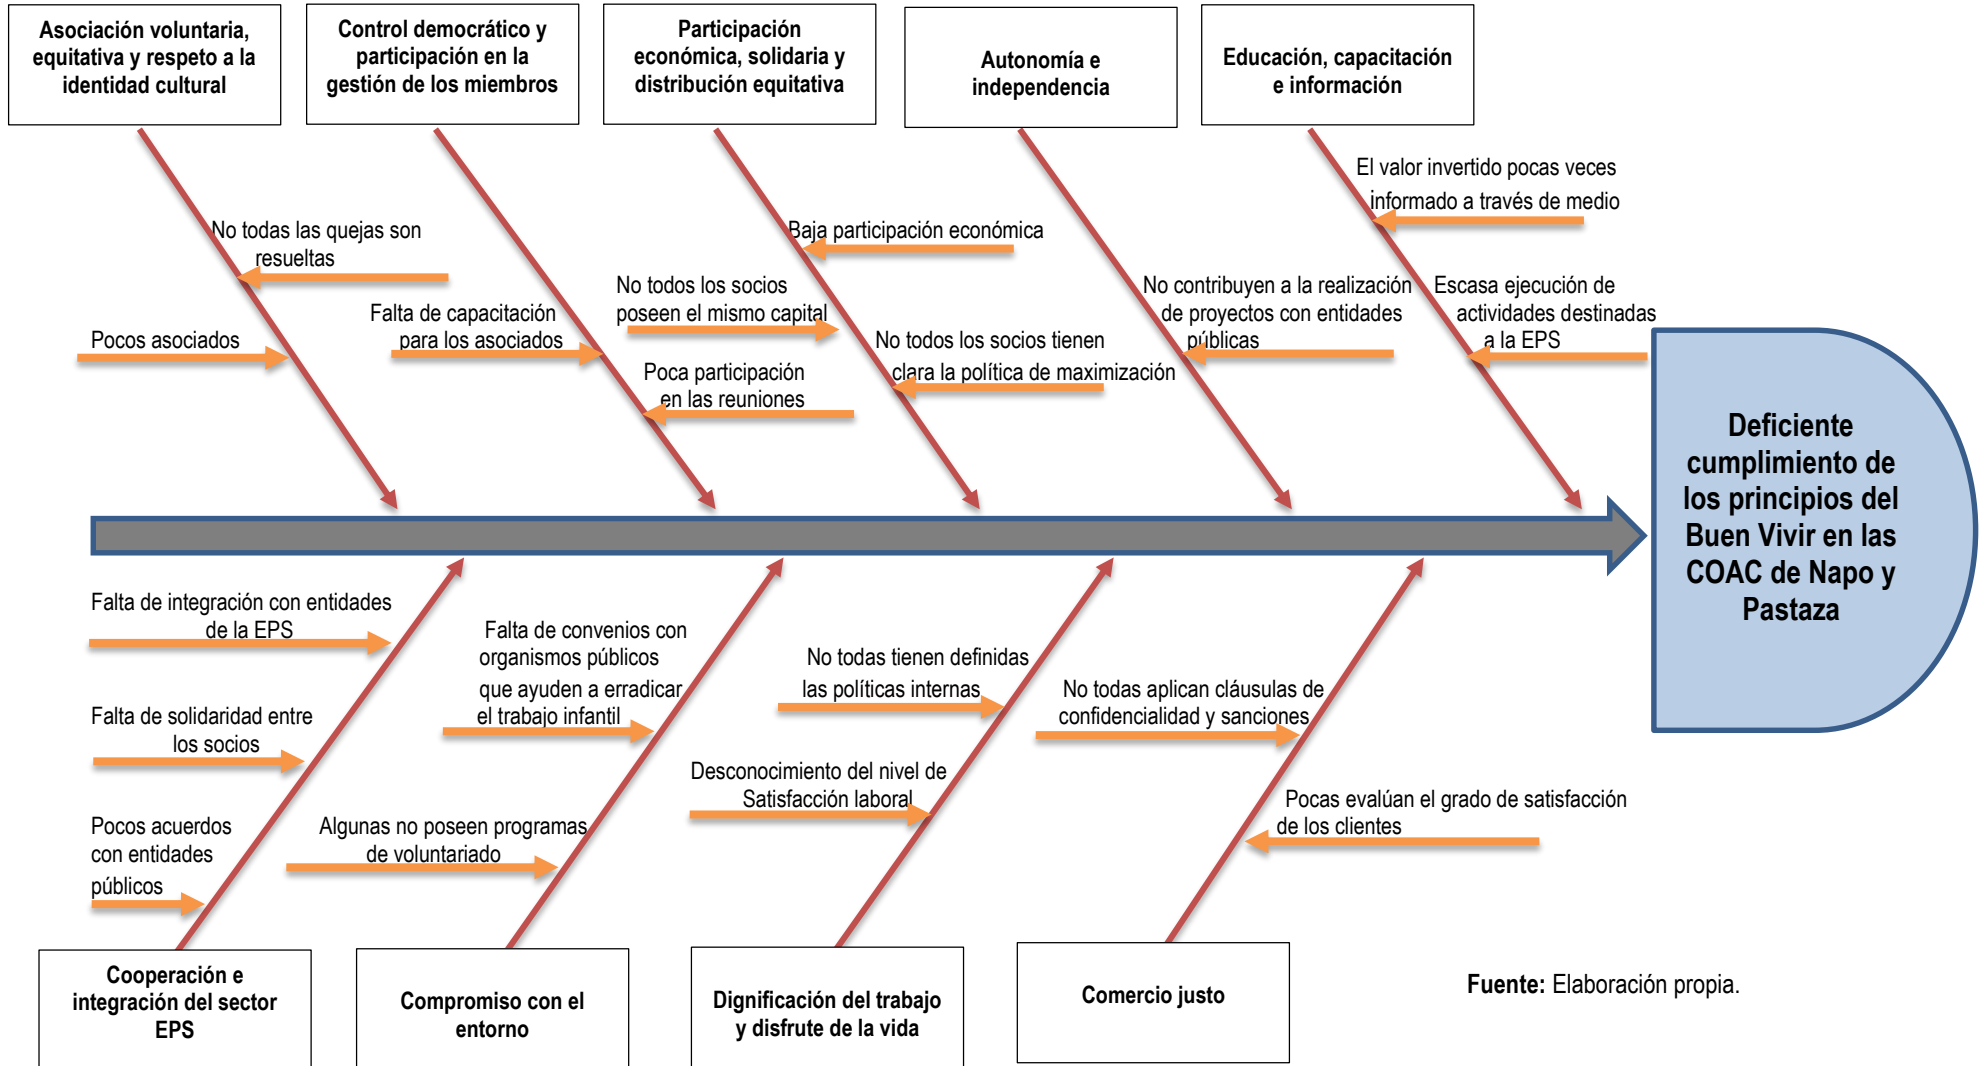 Asociación voluntaria,
equitativa y respeto a la
identidad cultural
Control democrático y
participación en la
gestión de los miembros
Participación
económica, solidaria y
distribución equitativa
Autonomía e
independencia
Educación, capacitación
e información
No todas las quejas son
resueltas
Pocos asociados
Falta de capacitación
para los asociados
Poca participación
en las reuniones
Baja participación económica
No todos los socios
poseen el mismo capital
No todos los socios tienen
clara la política de maximización
No contribuyen a la realización
de proyectos con entidades
públicas
El valor invertido pocas veces
informado a través de medio
Escasa ejecución de
actividades destinadas
a la EPS
Deficiente
cumplimiento de
los principios del
Buen Vivir en las
COAC de Napo y
Pastaza
Falta de integración con entidades
de la EPS
Falta de solidaridad entre
los socios
Pocos acuerdos
con entidades
públicos
Falta de convenios con
organismos públicos
que ayuden a erradicar
el trabajo infantil
Algunas no poseen programas
de voluntariado
No todas tienen definidas
las políticas internas
Desconocimiento del nivel de
Satisfacción laboral
No todas aplican cláusulas de
confidencialidad y sanciones
Pocas evalúan el grado de satisfacción
de los clientes
Cooperación e
integración del sector
EPS
Compromiso con el
entorno
Dignificación del trabajo
y disfrute de la vida
Comercio justo
Fuente: Elaboración propia.